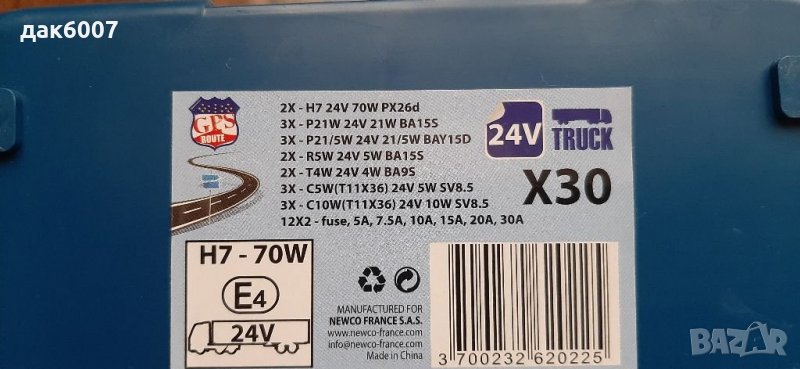 дак6007
GPS
ROUTE
2X - H7 24V 70W PX26d
3X - P21W 24V 21W BA15S
3X - P21/5W 24V 21/5W BAY15D
2X - R5W 24V 5W BA15S
2X - T4W 24V 4W BA9S
3X - C5W(T11X36) 24V 5W SV8.5
3X - C10W(T11X36) 24V 10W SV8.5
12X2 - fuse, 5A, 7.5A, 10A, 15A, 20A, 30A
24V
TRUCK
X30
H7 - 70W
E4
24V
MANUFACTURED FOR
NEWCO FRANCE S.A.S.
www.newco-france.com
info@newco-france.com
Made in China
3 700232 620225
BAZAR